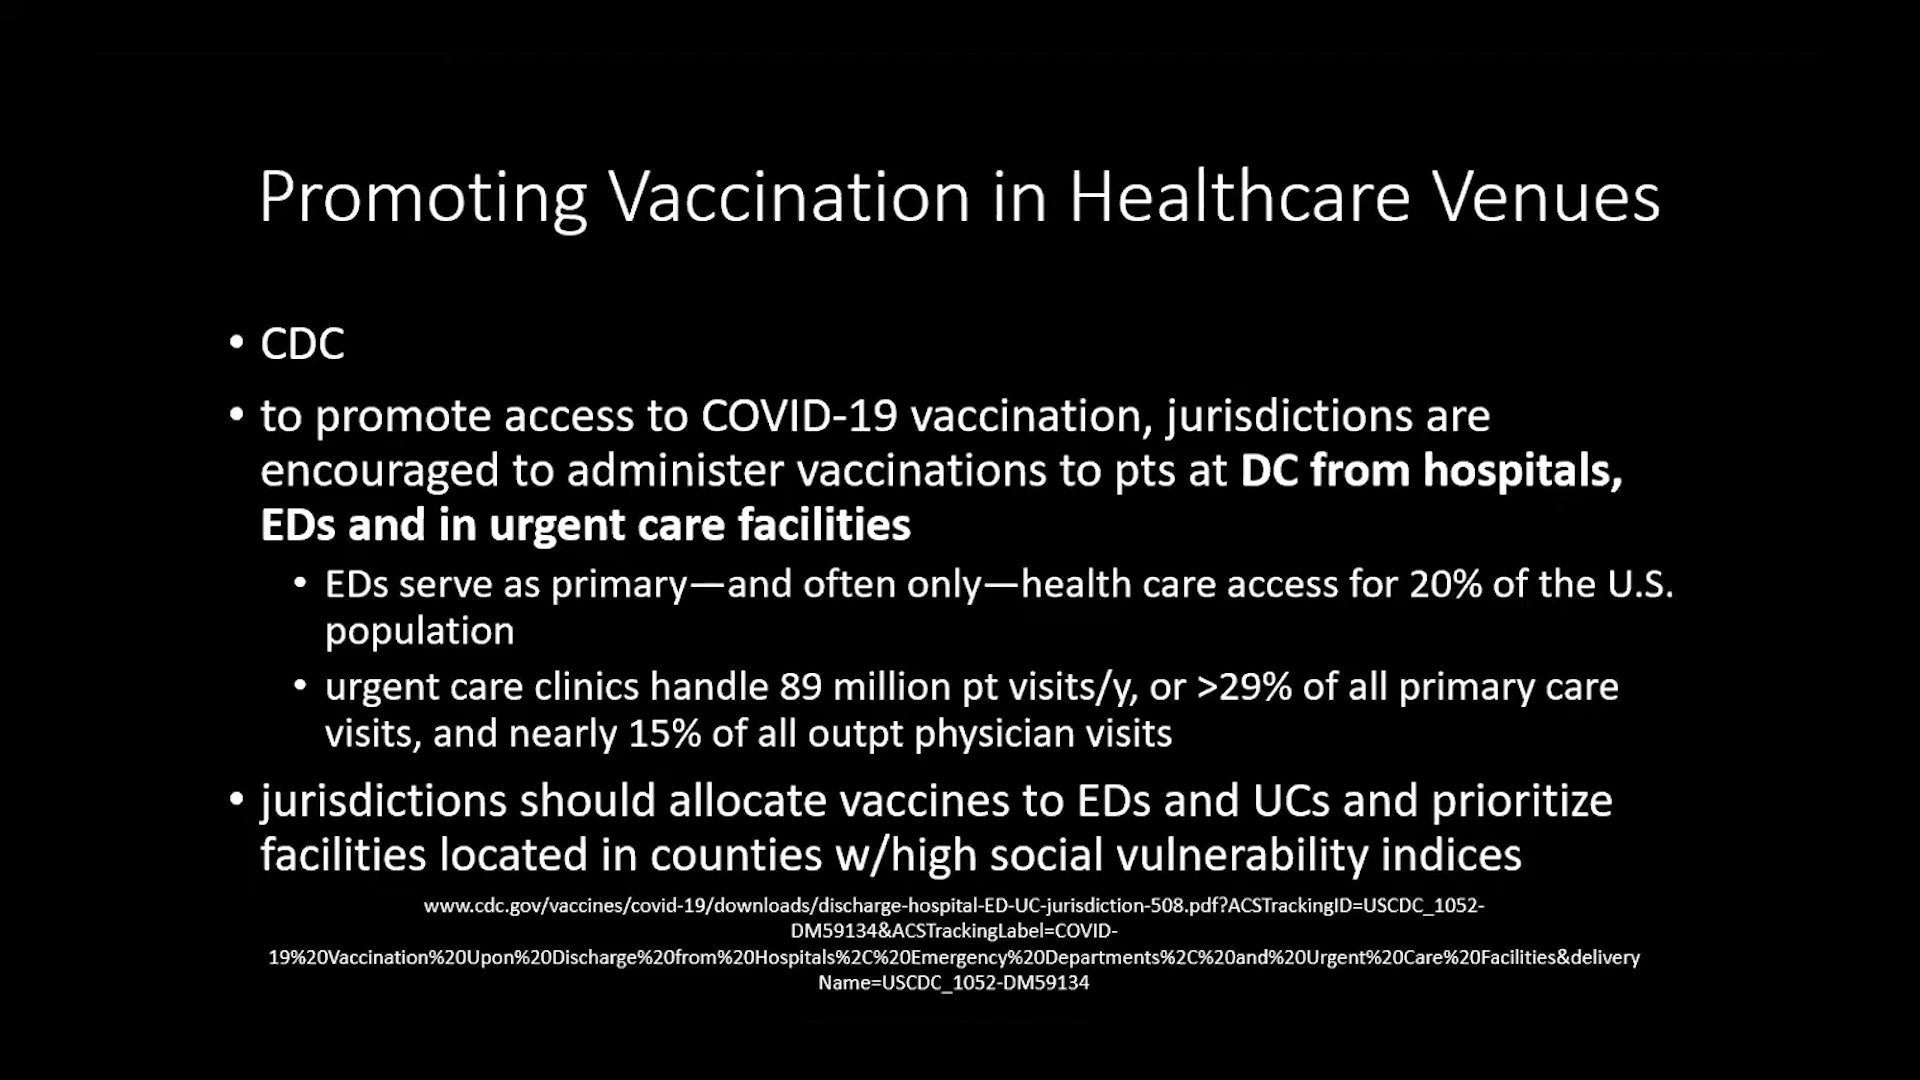 Promoting Vaccination in Healthcare Venues
• CDC
• to promote access to COVID-19 vaccination, jurisdictions are
encouraged to administer vaccinations to pts at DC from hospitals,
EDs and in urgent care facilities
• EDs serve as primary—and often only—health care access for 20% of the U.S.
population
• urgent care clinics handle 89 million pt visits/y, or >29% of all primary care
visits, and nearly 15% of all outpt physician visits
• jurisdictions should allocate vaccines to EDs and UCs and prioritize
facilities located in counties w/high social vulnerability indices
www.cdc.gov/vaccines/covid-19/downloads/discharge-hospital-ED-UC-jurisdiction-508.pdf?ACSTrackingID=USCDC_1052-
DM59134&ACSTrackingLabel=COVID-
19%20Vaccination%20Upon%20Discharge%20from%20Hospitals%2C%20Emergency%20Departments%2C%20and%20Urgent%20Care%20Facilities&delivery
Name=USCDC_1052-DM59134